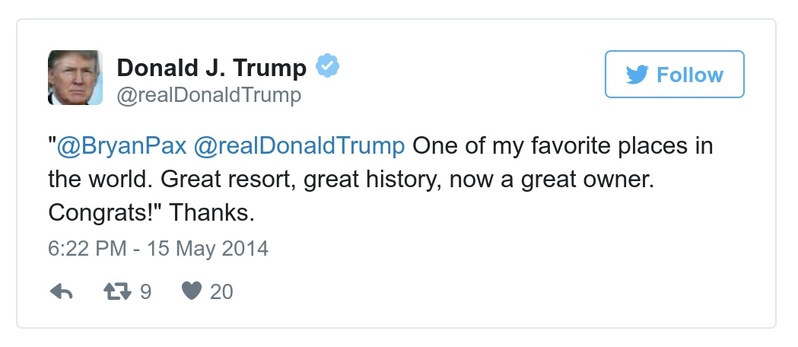 Donald J. Trump
@realDonaldTrump
Follow
"@BryanPax @realDonaldTrump One of my favorite places in
the world. Great resort, great history, now a great owner.
Congrats!" Thanks.
6:22 PM - 15 May 2014
9 20